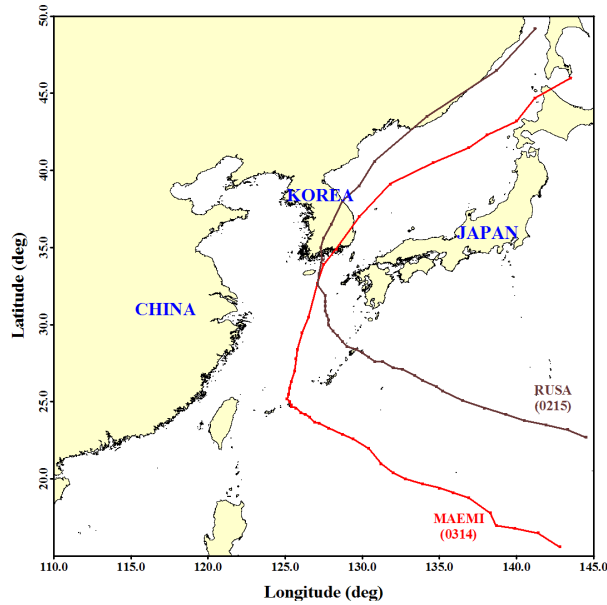 50.0
45.0
40.0
35.0
30.0
25.0
20.0
Latitude (deg)
KOREA
JAPAN
CHINA
RUSA
(0215)
MAEMI
(0314)
110.0 115.0 120.0 125.0 130.0 135.0 140.0 145.0
Longitude (deg)